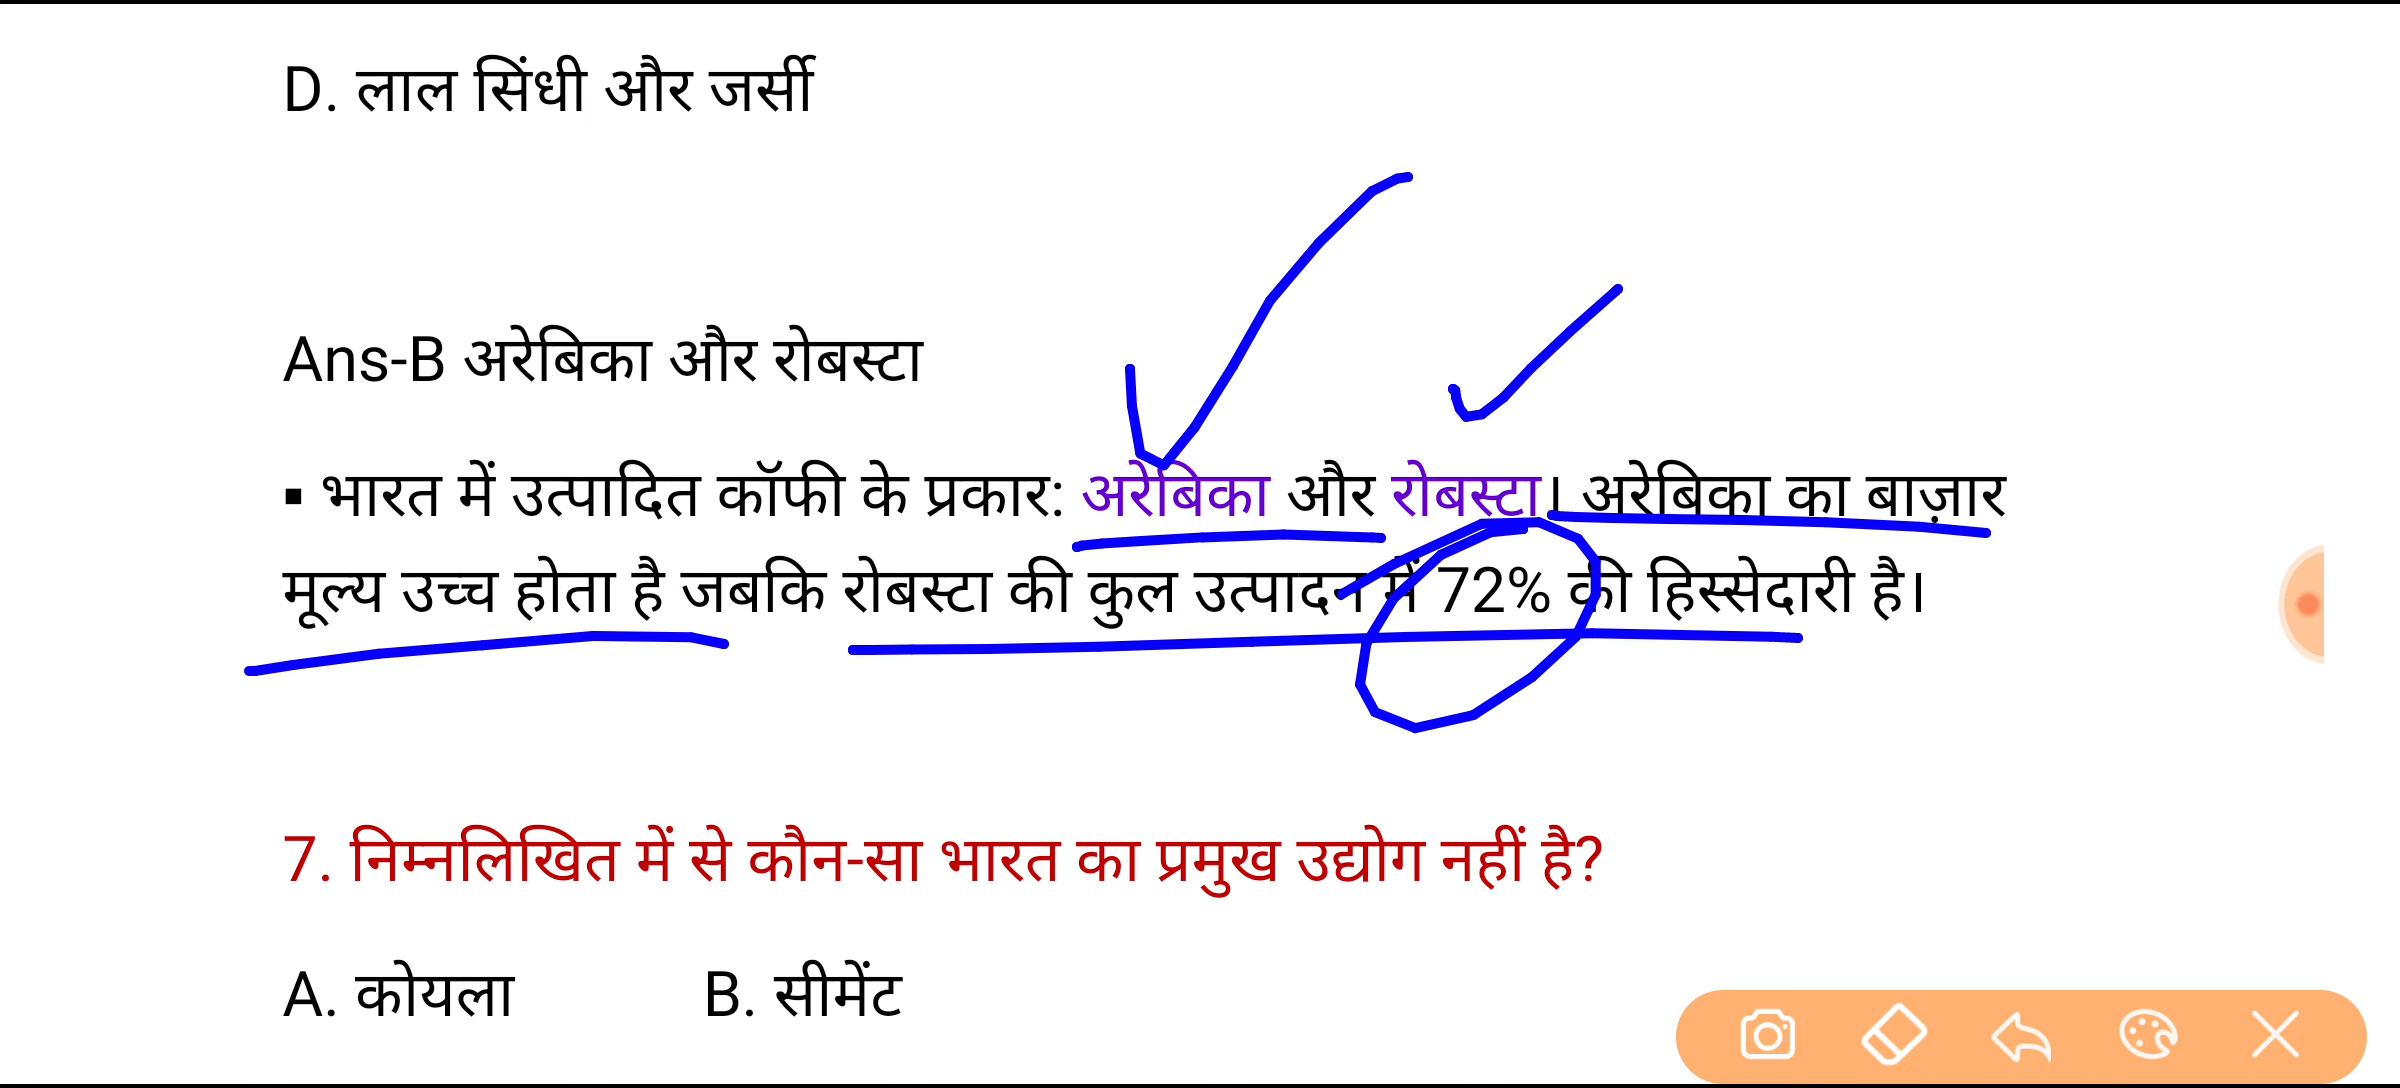 D. लाल सिंधी और जर्सी
Ans-B अरेबिका और रोबस्टा
▪ भारत में उत्पादित कॉफी के प्रकार: अरेबिका और रोबस्टा। अरेबिका का बाज़ार
मूल्य उच्च होता है जबकि रोबस्टा की कुल उत्पादन में 72% की हिस्सेदारी है।
7. निम्नलिखित में से कौन-सा भारत का प्रमुख उद्योग नहीं है?
A. कोयला B. सीमेंट